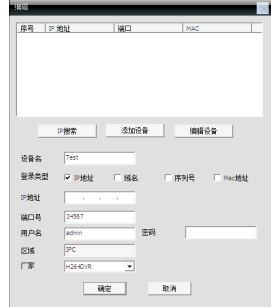 编辑
序号 IP 地址 端口 MAC
IP搜索 添加设备 编辑设备
设备名 Test
登录类型 IP地址 域名 序列号 Mac地址
IP地址 . . .
端口号 34567
用户名 admin 密码
区域 IPC
厂家 H264DVR
确定 取消